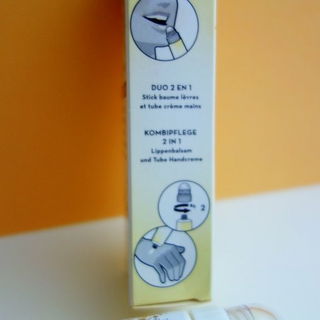 DUO 2 EN 1
Stick baume lèvres
et tube crème mains
KOMBIPFLEGE
2 IN 1
Lippenbalsam
und Tube Handcreme
2